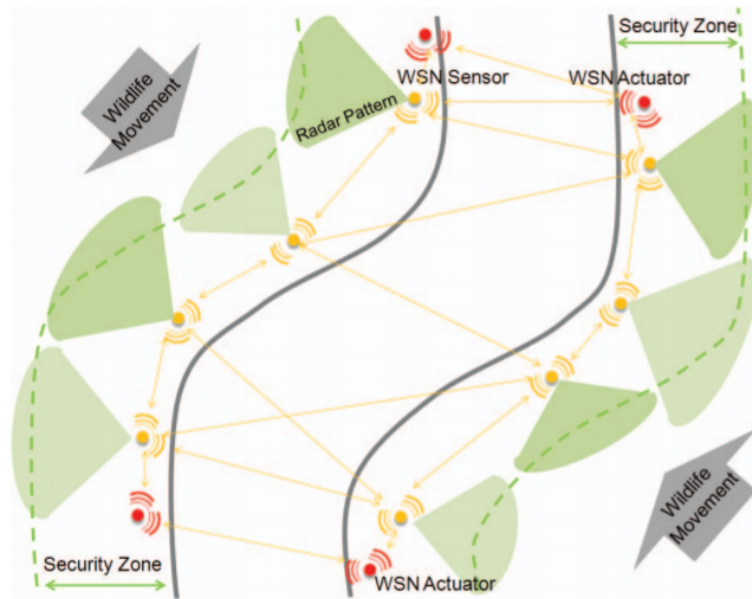 Security Zone
Wildlife
Movement
WSN Sensor
WSN Actuator
Radar Pattern
Wildlife
Movement
Security Zone
WSN Actuator